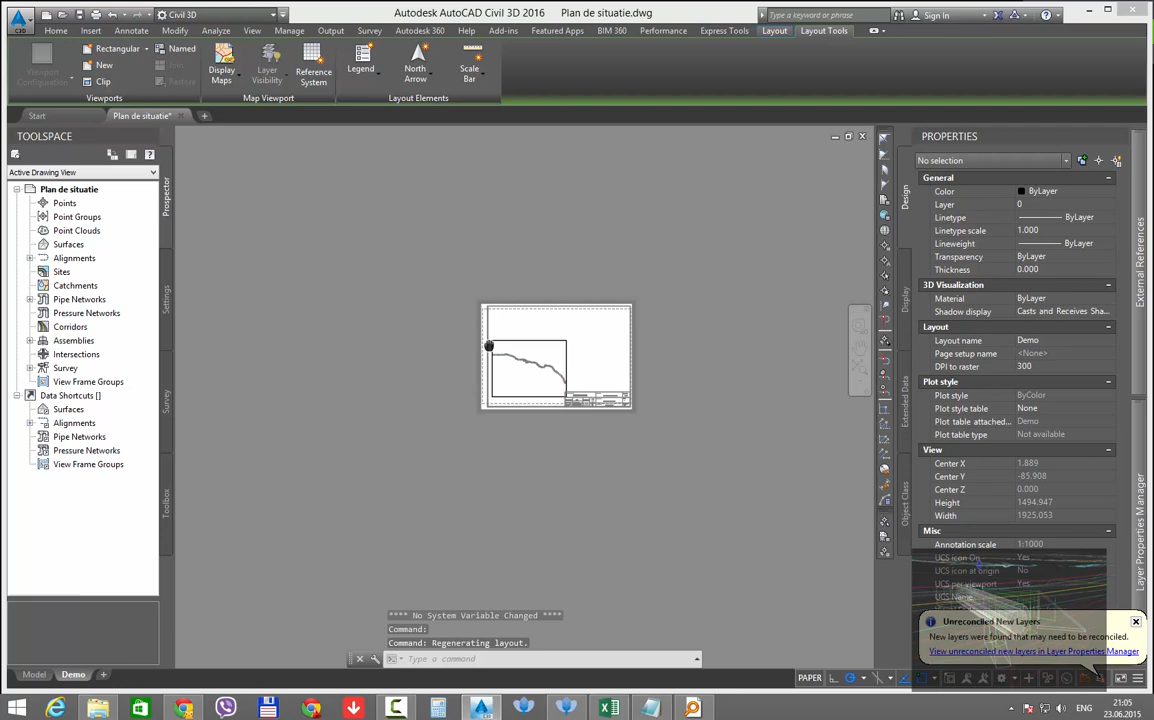 Civil 3D
Autodesk AutoCAD Civil 3D 2016 Plan de situatie.dwg
Type a keyword or phrase
Sign In
C3D
Home Insert Annotate Modify Analyze View Manage Output Survey Autodesk 360 Help Add-ins Featured Apps BIM 360 Performance Express Tools Layout Layout Tools
Viewport Configuration
Rectangular
New
Clip
Named
Join
Restore
Display Maps
Layer Visibility
Reference System
Legend
North Arrow
Scale Bar
Viewports
Map Viewport
Layout Elements
Start
Plan de situatie*
TOOLSPACE
Active Drawing View
Plan de situatie
Points
Point Groups
Point Clouds
Surfaces
Alignments
Sites
Catchments
Pipe Networks
Pressure Networks
Corridors
Assemblies
Intersections
Survey
View Frame Groups
Data Shortcuts []
Surfaces
Alignments
Pipe Networks
Pressure Networks
View Frame Groups
Prospector
Settings
Survey
Toolbox
**** No System Variable Changed ****
Command:
Command: Regenerating layout.
Type a command
Model
Demo
Design
Display
Extended Data
Object Class
PROPERTIES
No selection
General
Color ByLayer
Layer 0
Linetype ByLayer
Linetype scale 1.000
Lineweight ByLayer
Transparency ByLayer
Thickness 0.000
3D Visualization
Material ByLayer
Shadow display Casts and Receives Sha...
Layout
Layout name Demo
Page setup name <None>
DPI to raster 300
Plot style
Plot style ByColor
Plot style table None
Plot table attached... Demo
Plot table type Not available
View
Center X 1.889
Center Y -85.908
Center Z 0.000
Height 1494.947
Width 1925.053
Misc
Annotation scale 1:1000
UCS icon On Yes
UCS icon at origin No
UCS per viewport Yes
UCS Name
External References
Layer Properties Manager
Unreconciled New Layers
New layers were found that may need to be reconciled.
View unreconciled new layers in Layer Properties Manager
PAPER
ENG
21:05
23.06.2015